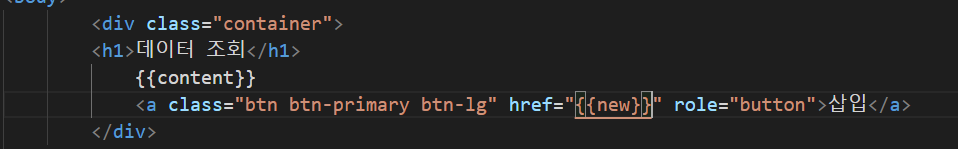 <body>
<div class="container">
<h1>데이터 조회</h1>
{{content}}
<a class="btn btn-primary btn-lg" href="{{new}}" role="button">삽입</a>
</div>